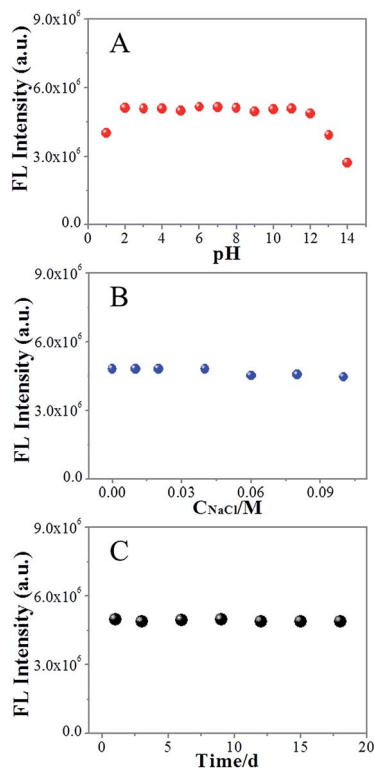 A
9.0x10⁶
6.0x10⁶
3.0x10⁶
0.0
FL Intensity (a.u.)
0 2 4 6 8 10 12 14
pH
B
9.0x10⁶
6.0x10⁶
3.0x10⁶
0.0
FL Intensity (a.u.)
0.00 0.03 0.06 0.09
CNaCl/M
C
9.0x10⁶
6.0x10⁶
3.0x10⁶
0.0
FL Intensity (a.u.)
0 5 10 15 20
Time/d